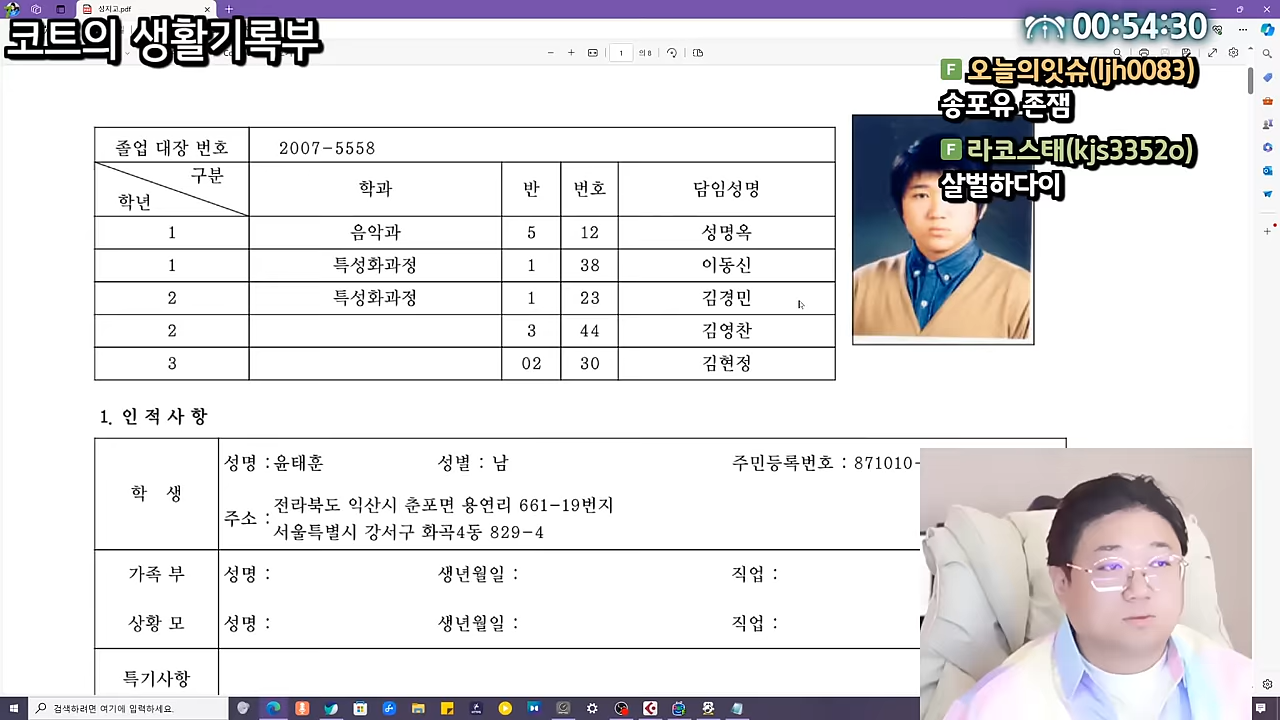 성지고.pdf
코트의 생활기록부
1 의 8
00:54:30
F 오늘의잇슈(ljh0083)
송포유 존잼
F 라코스태(kjs3352o)
살벌하다이
졸업 대장 번호 2007-5558
구분
학년 학과 반 번호 담임성명
1 음악과 5 12 성명옥
1 특성화과정 1 38 이동신
2 특성화과정 1 23 김경민
2 3 44 김영찬
3 02 30 김현정
1. 인 적 사 항
학 생
성명 : 윤태훈 성별 : 남 주민등록번호 : 871010-
주소 : 전라북도 익산시 춘포면 용연리 661-19번지
서울특별시 강서구 화곡4동 829-4
가족 부 성명 : 생년월일 : 직업 :
상황 모 성명 : 생년월일 : 직업 :
특기사항
검색하려면 여기에 입력하세요.